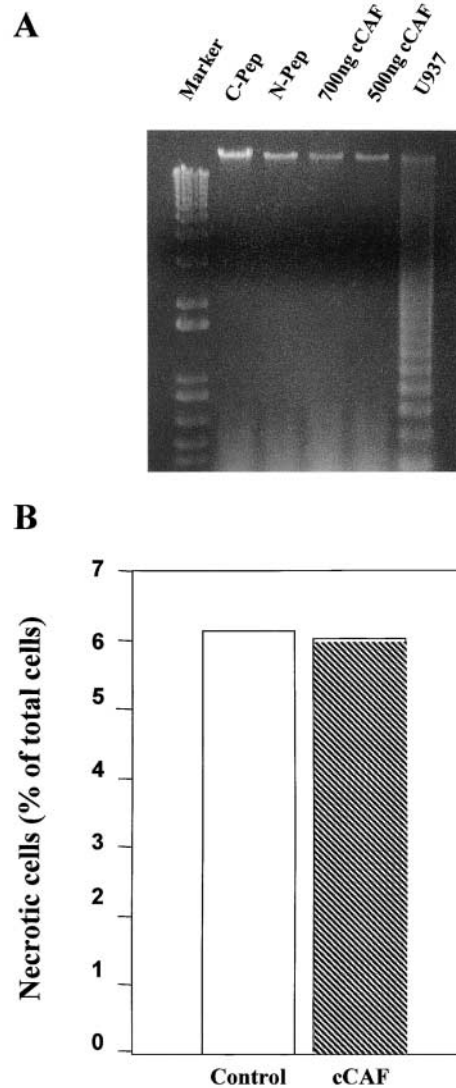 A
Marker
C-Pep
N-Pep
700ng cCAF
500ng cCAF
U937
B
Necrotic cells (% of total cells)
7
6
5
4
3
2
1
0
Control
cCAF